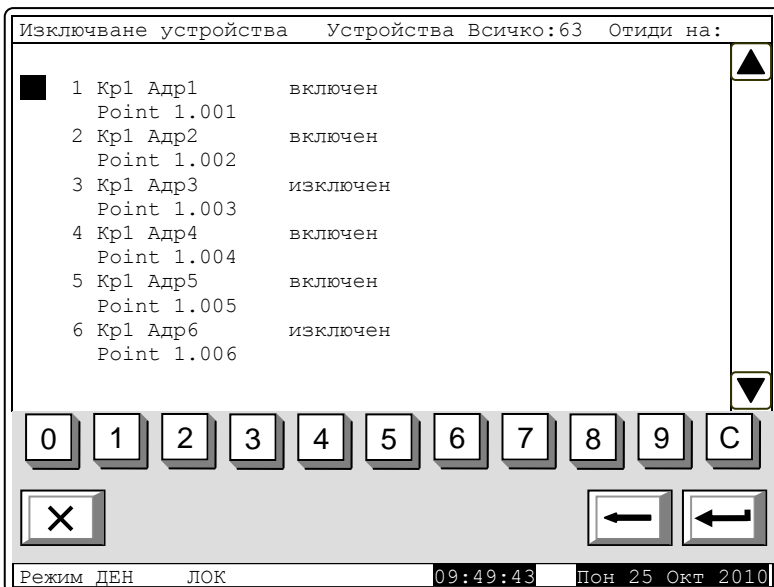 Изключване устройства Устройства Всичко:63 Отиди на:
1 Кр1 Адр1 включен
Point 1.001
2 Кр1 Адр2 включен
Point 1.002
3 Кр1 Адр3 изключен
Point 1.003
4 Кр1 Адр4 включен
Point 1.004
5 Кр1 Адр5 включен
Point 1.005
6 Кр1 Адр6 изключен
Point 1.006
0 1 2 3 4 5 6 7 8 9 C
Режим ДЕН ЛОК 09:49:43 Пон 25 Окт 2010